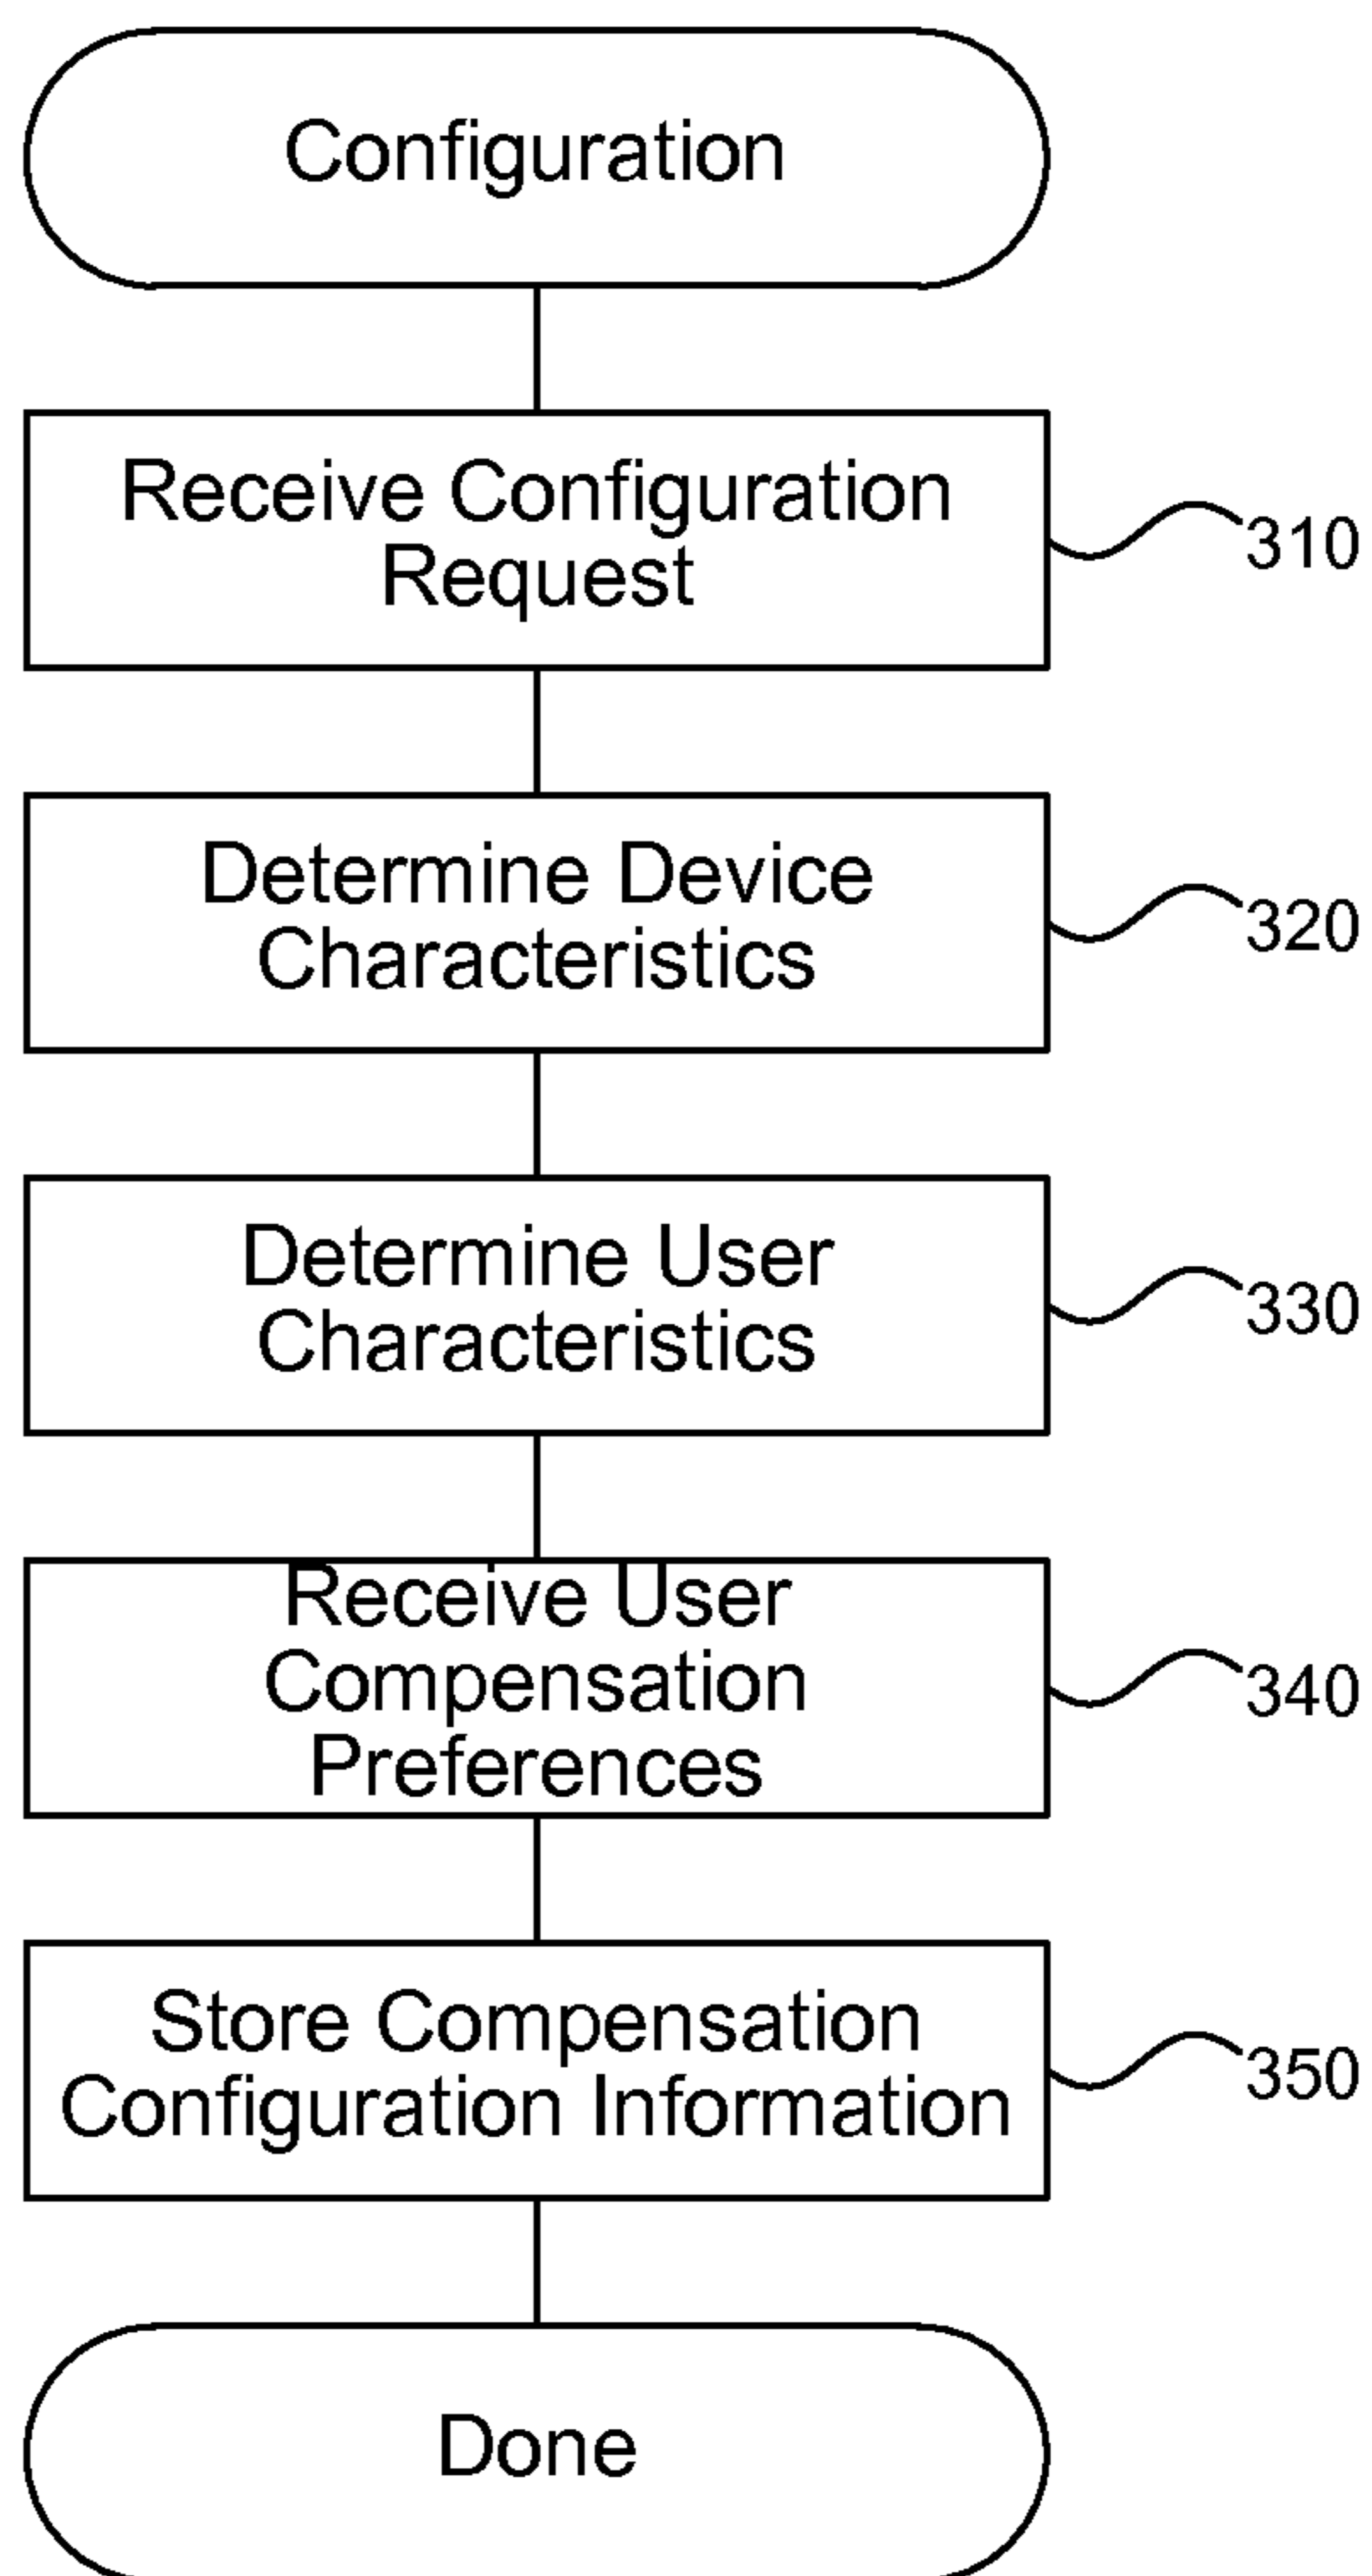 Configuration
Receive Configuration
Request
310
Determine Device
Characteristics
320
Determine User
Characteristics
330
Receive User
Compensation
Preferences
340
Store Compensation
Configuration Information
350
Done